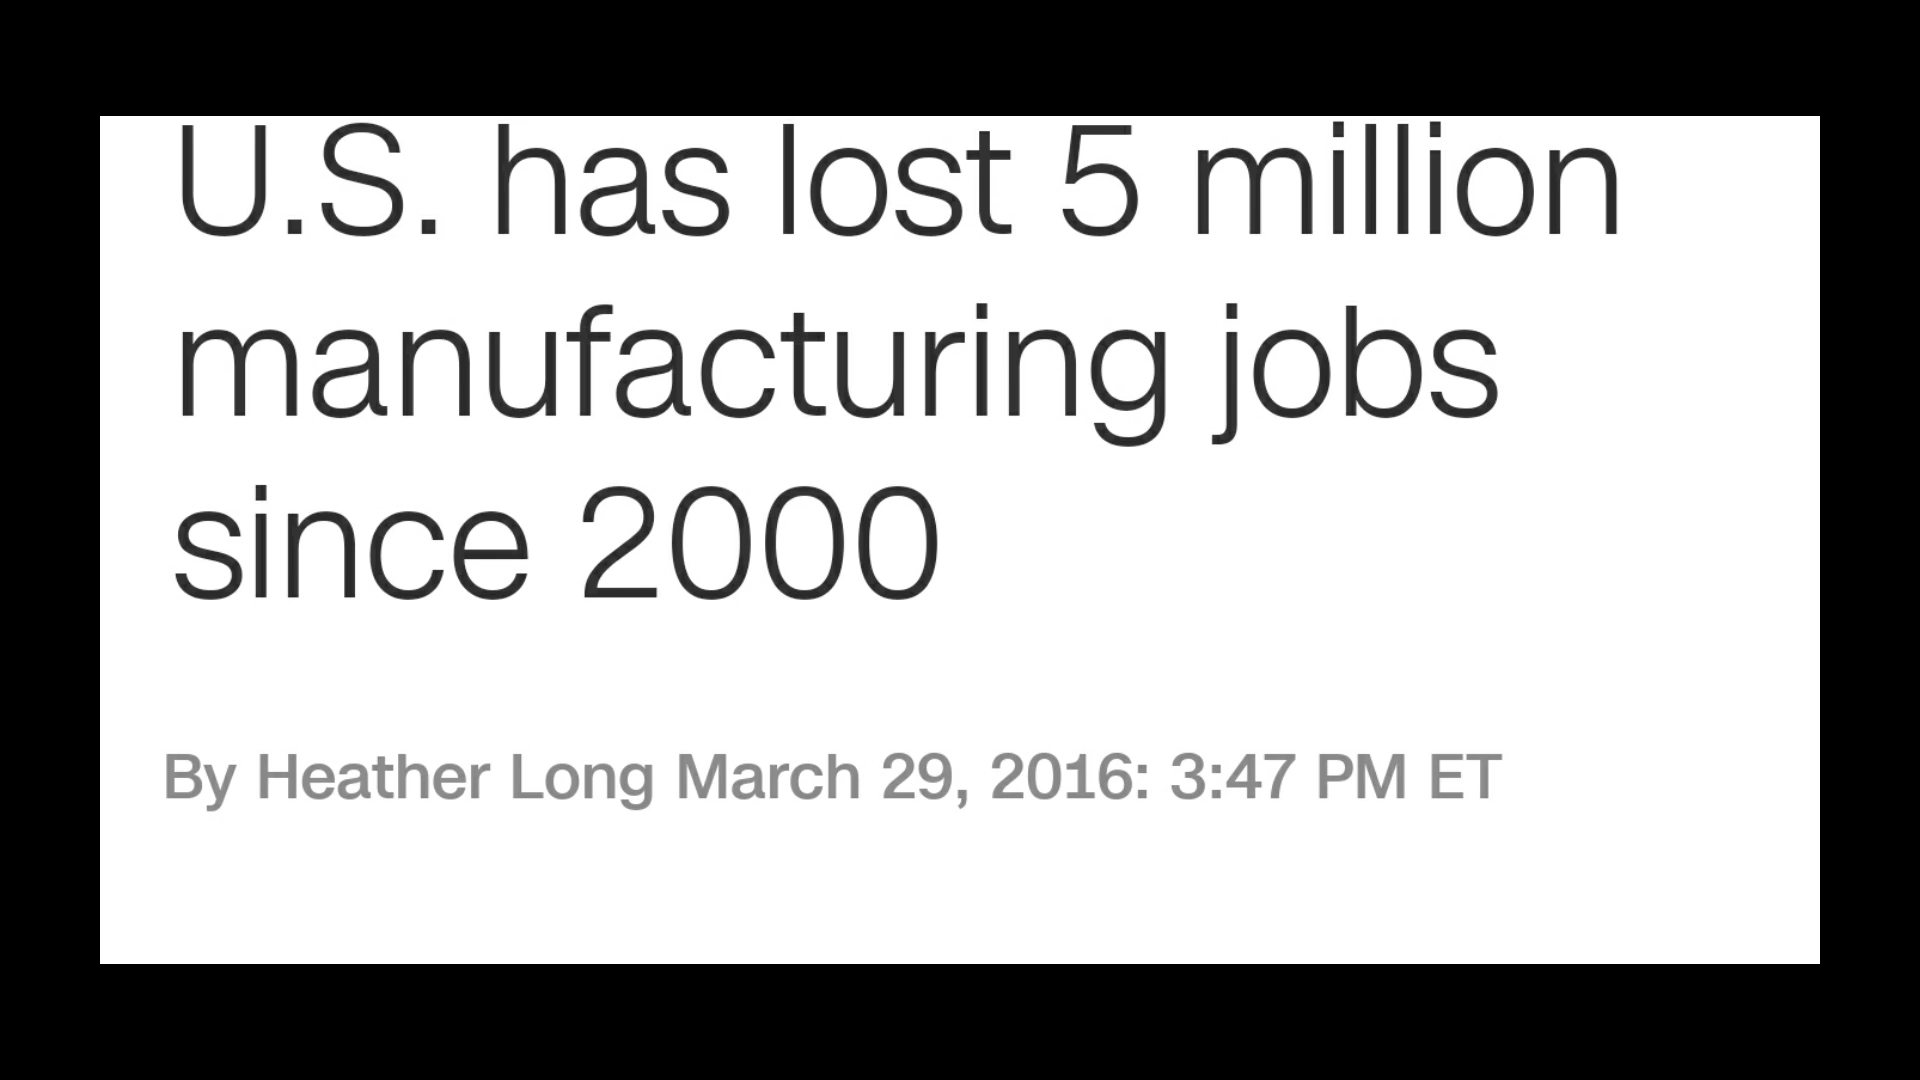 U.S. has lost 5 million
manufacturing jobs
since 2000
By Heather Long March 29, 2016: 3:47 PM ET